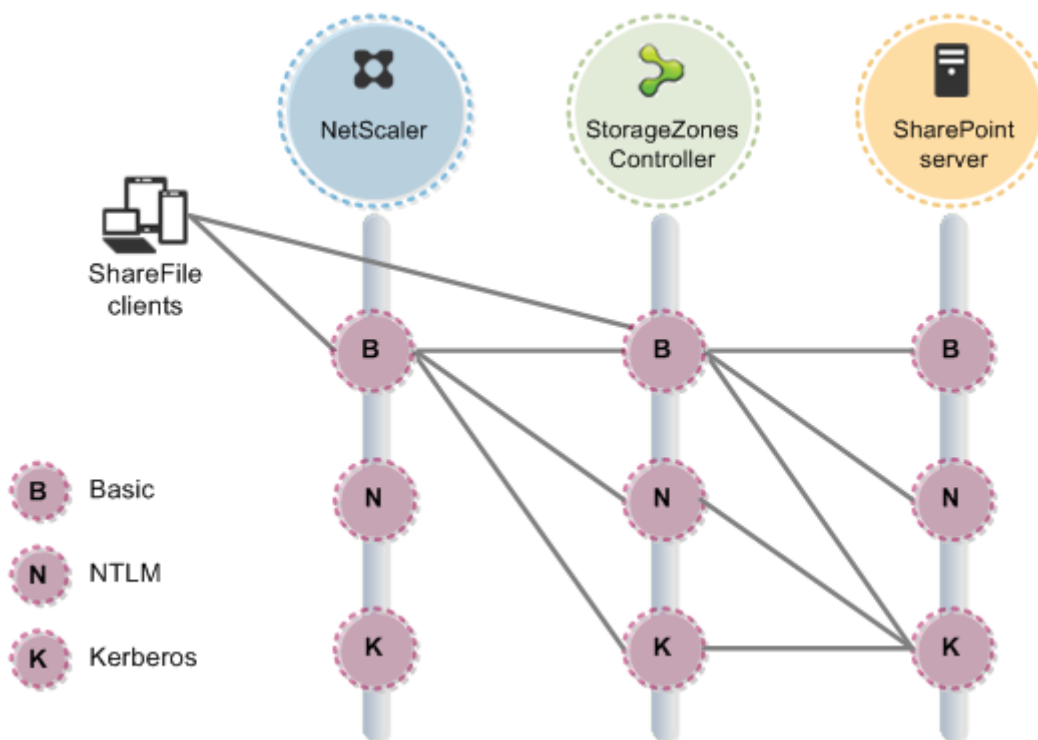 NetScaler
StorageZones
Controller
SharePoint
server
ShareFile
clients
B
B
B
B
Basic
N
N
N
N
NTLM
K
K
K
K
Kerberos